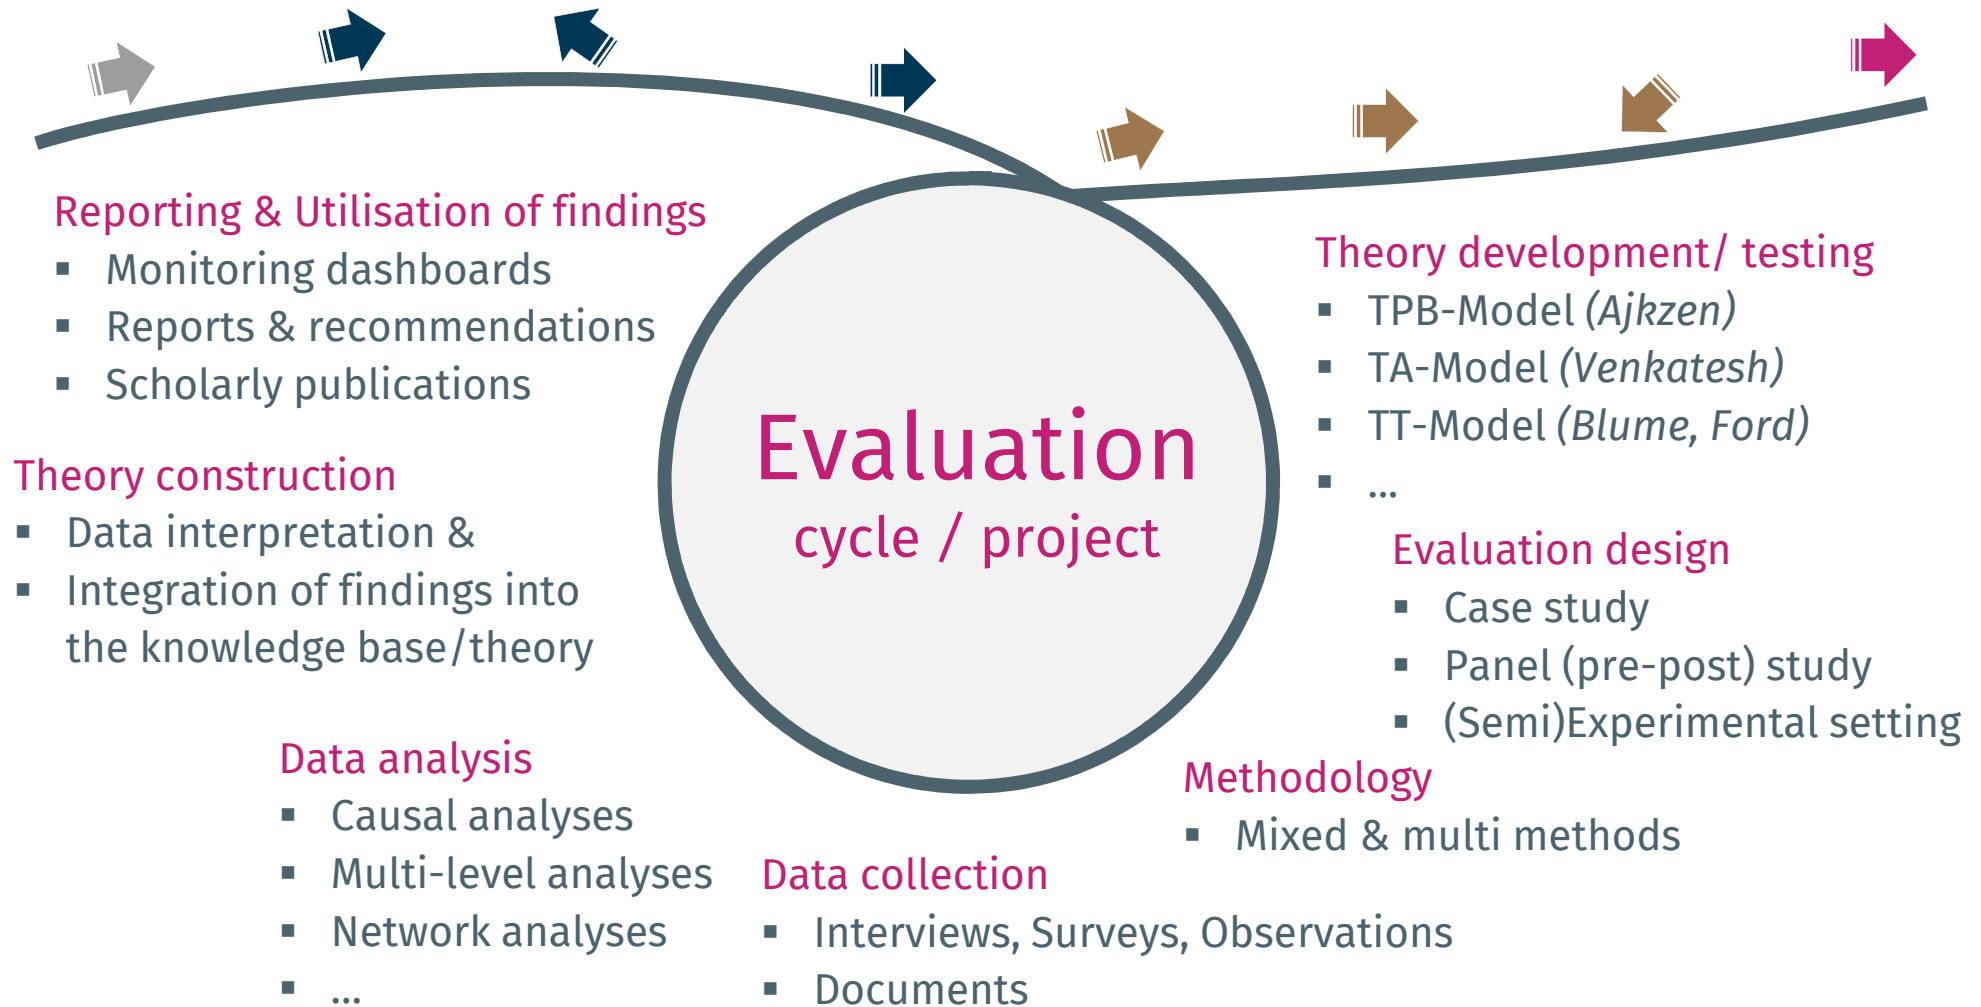 Reporting & Utilisation of findings
▪ Monitoring dashboards
▪ Reports & recommendations
▪ Scholarly publications
Theory construction
▪ Data interpretation &
▪ Integration of findings into
the knowledge base/theory
Data analysis
▪ Causal analyses
▪ Multi-level analyses
▪ Network analyses
▪ ...
Evaluation
cycle / project
Data collection
▪ Interviews, Surveys, Observations
▪ Documents
Theory development/ testing
▪ TPB-Model (Ajkzen)
▪ TA-Model (Venkatesh)
▪ TT-Model (Blume, Ford)
▪ ...
Evaluation design
▪ Case study
▪ Panel (pre-post) study
▪ (Semi)Experimental setting
Methodology
▪ Mixed & multi methods